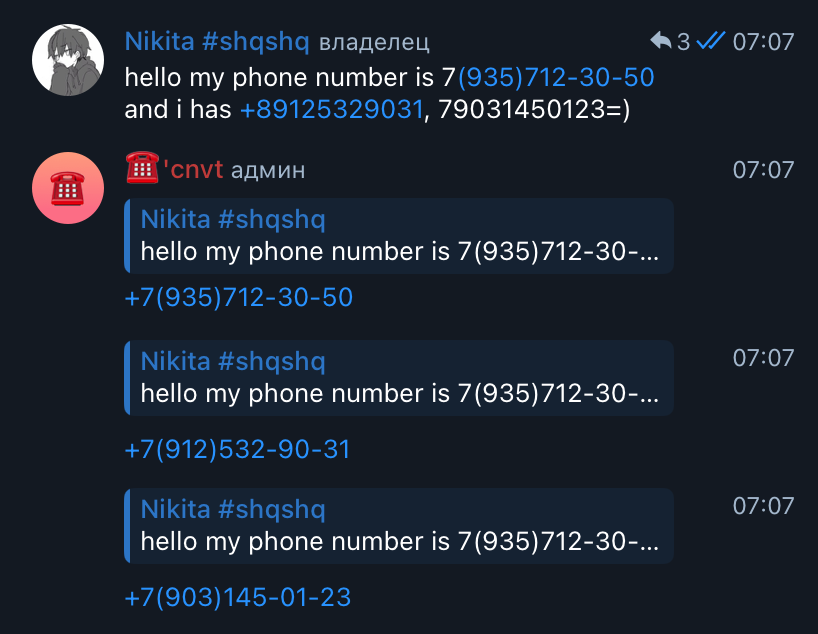 Nikita #shqshq владелец 3 07:07
hello my phone number is 7(935)712-30-50
and i has +89125329031, 79031450123=)
'cnvt админ 07:07
Nikita #shqshq
hello my phone number is 7(935)712-30-...
+7(935)712-30-50
Nikita #shqshq 07:07
hello my phone number is 7(935)712-30-...
+7(912)532-90-31
Nikita #shqshq 07:07
hello my phone number is 7(935)712-30-...
+7(903)145-01-23